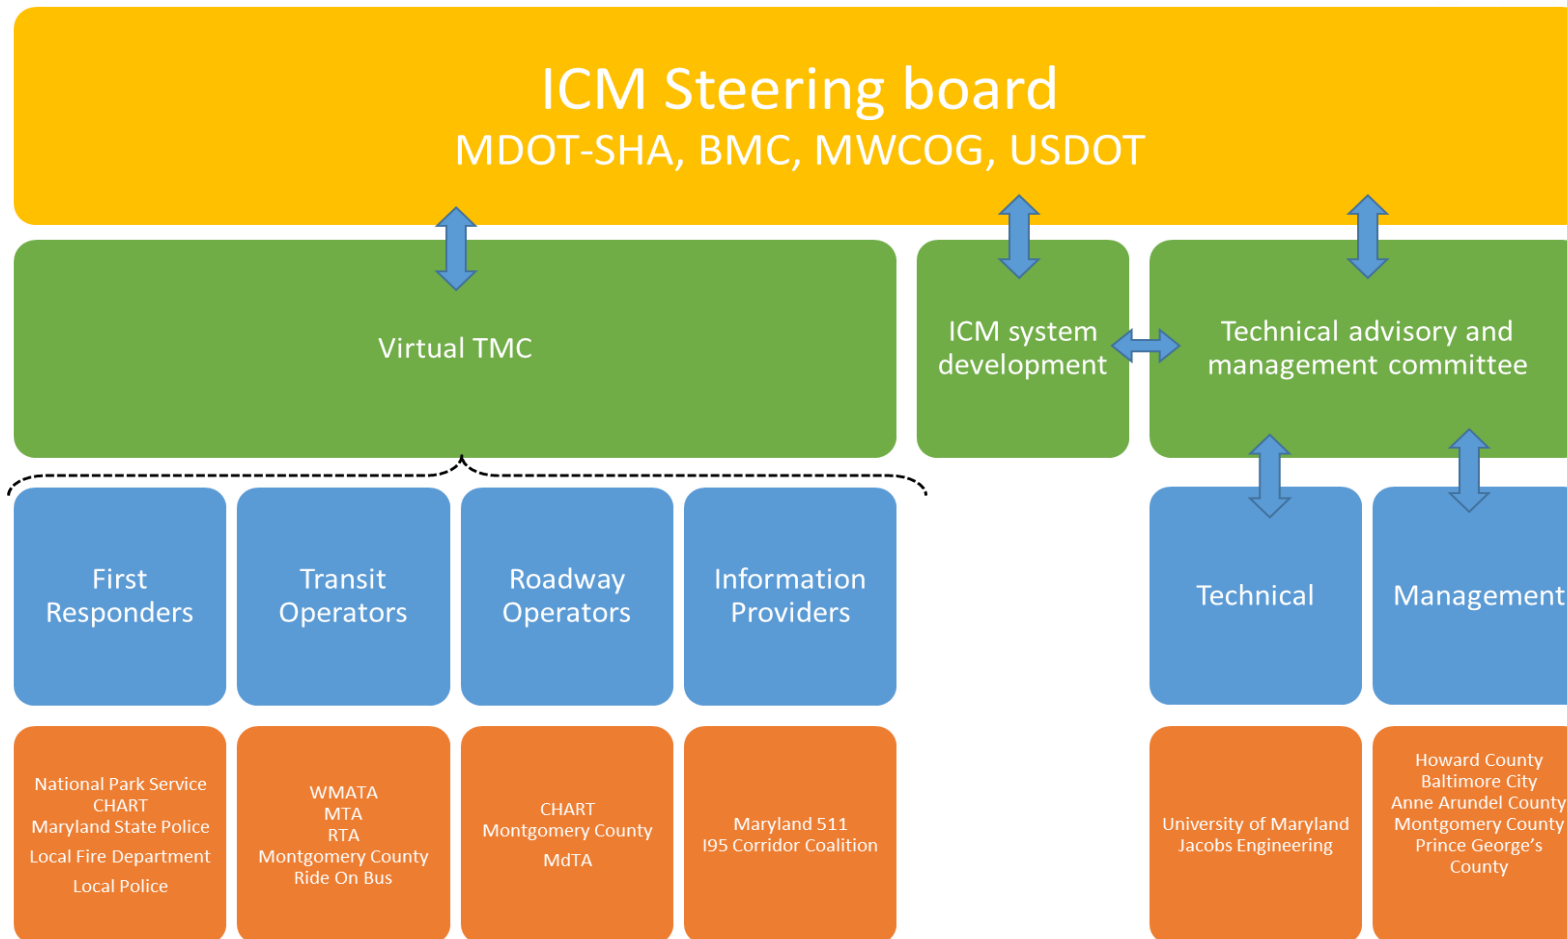 ICM Steering board
MDOT-SHA, BMC, MWCOG, USDOT
Virtual TMC
ICM system
development
Technical advisory and
management committee
First
Responders
Transit
Operators
Roadway
Operators
Information
Providers
Technical
Management
National Park Service
CHART
Maryland State Police
Local Fire Department
Local Police
WMATA
MTA
RTA
Montgomery County
Ride On Bus
CHART
Montgomery County
MdTA
Maryland 511
I95 Corridor Coalition
University of Maryland
Jacobs Engineering
Howard County
Baltimore City
Anne Arundel County
Montgomery County
Prince George's
County